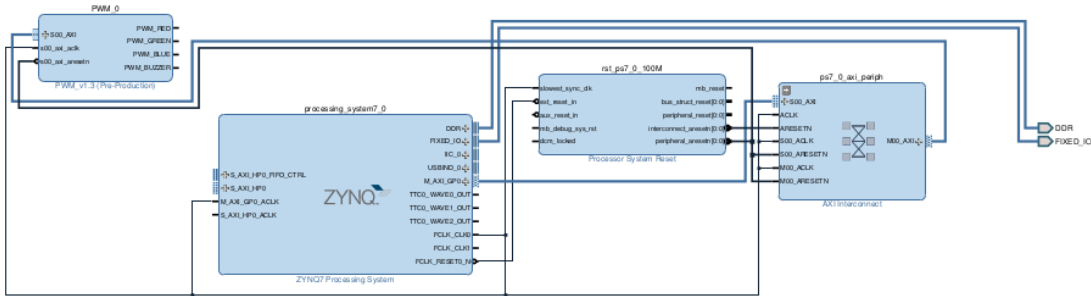 PWM_0
S00_AXI
s00_axi_aclk
s00_axi_aresetn
PWM_RED
PWM_GREEN
PWM_BLUE
PWM_BUZZER
PWM_v1.3 (Pre-Production)
processing_system7_0
S_AXI_HP0_FIFO_CTRL
S_AXI_HP0
M_AXI_GP0_ACLK
S_AXI_HP0_ACLK
ZYNQ
DDR
FIXED_IO
IIC_0
USBIND_0
M_AXI_GP0
TTC0_WAVE0_OUT
TTC0_WAVE1_OUT
TTC0_WAVE2_OUT
FCLK_CLK0
FCLK_CLK1
FCLK_RESET0_N
ZYNQ7 Processing System
rst_ps7_0_100M
slowest_sync_clk
ext_reset_in
aux_reset_in
mb_debug_sys_rst
dcm_locked
mb_reset
bus_struct_reset[0:0]
peripheral_reset[0:0]
interconnect_aresetn[0:0]
peripheral_aresetn[0:0]
Processor System Reset
ps7_0_axi_periph
S00_AXI
ACLK
ARESETN
S00_ACLK
S00_ARESETN
M00_ACLK
M00_ARESETN
M00_AXI
AXI Interconnect
DDR
FIXED_IO